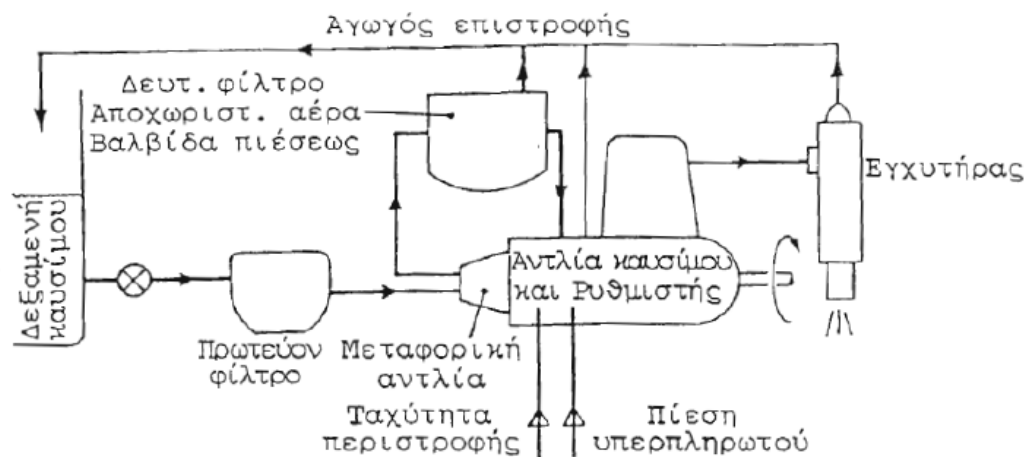 Αγωγός επιστροφής
Δευτ. φίλτρο
Αποχωριστ. αέρα
Βαλβίδα πιέσεως
Εγχυτήρας
Δεξαμενή
καυσίμου
Αντλία καυσίμου
και Ρυθμιστής
Πρωτεύον
φίλτρο
Μεταφορική
αντλία
Ταχύτητα
περιστροφής
Πίεση
υπερπληρωτού